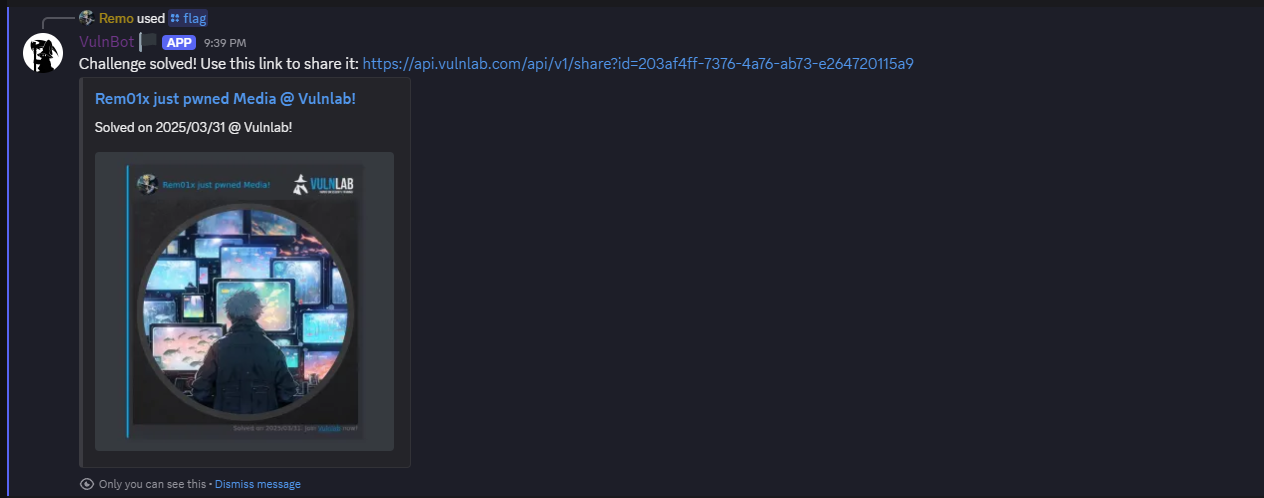 Remo used flag
VulnBot APP 9:39 PM
Challenge solved! Use this link to share it: https://api.vulnlab.com/api/v1/share?id=203af4ff-7376-4a76-ab73-e264720115a9
Rem01x just pwned Media @ Vulnlab!
Solved on 2025/03/31 @ Vulnlab!
Rem01x just pwned Media!
VULNLAB
Solved on 2025/03/31. Join Vulnlab now!
Only you can see this • Dismiss message